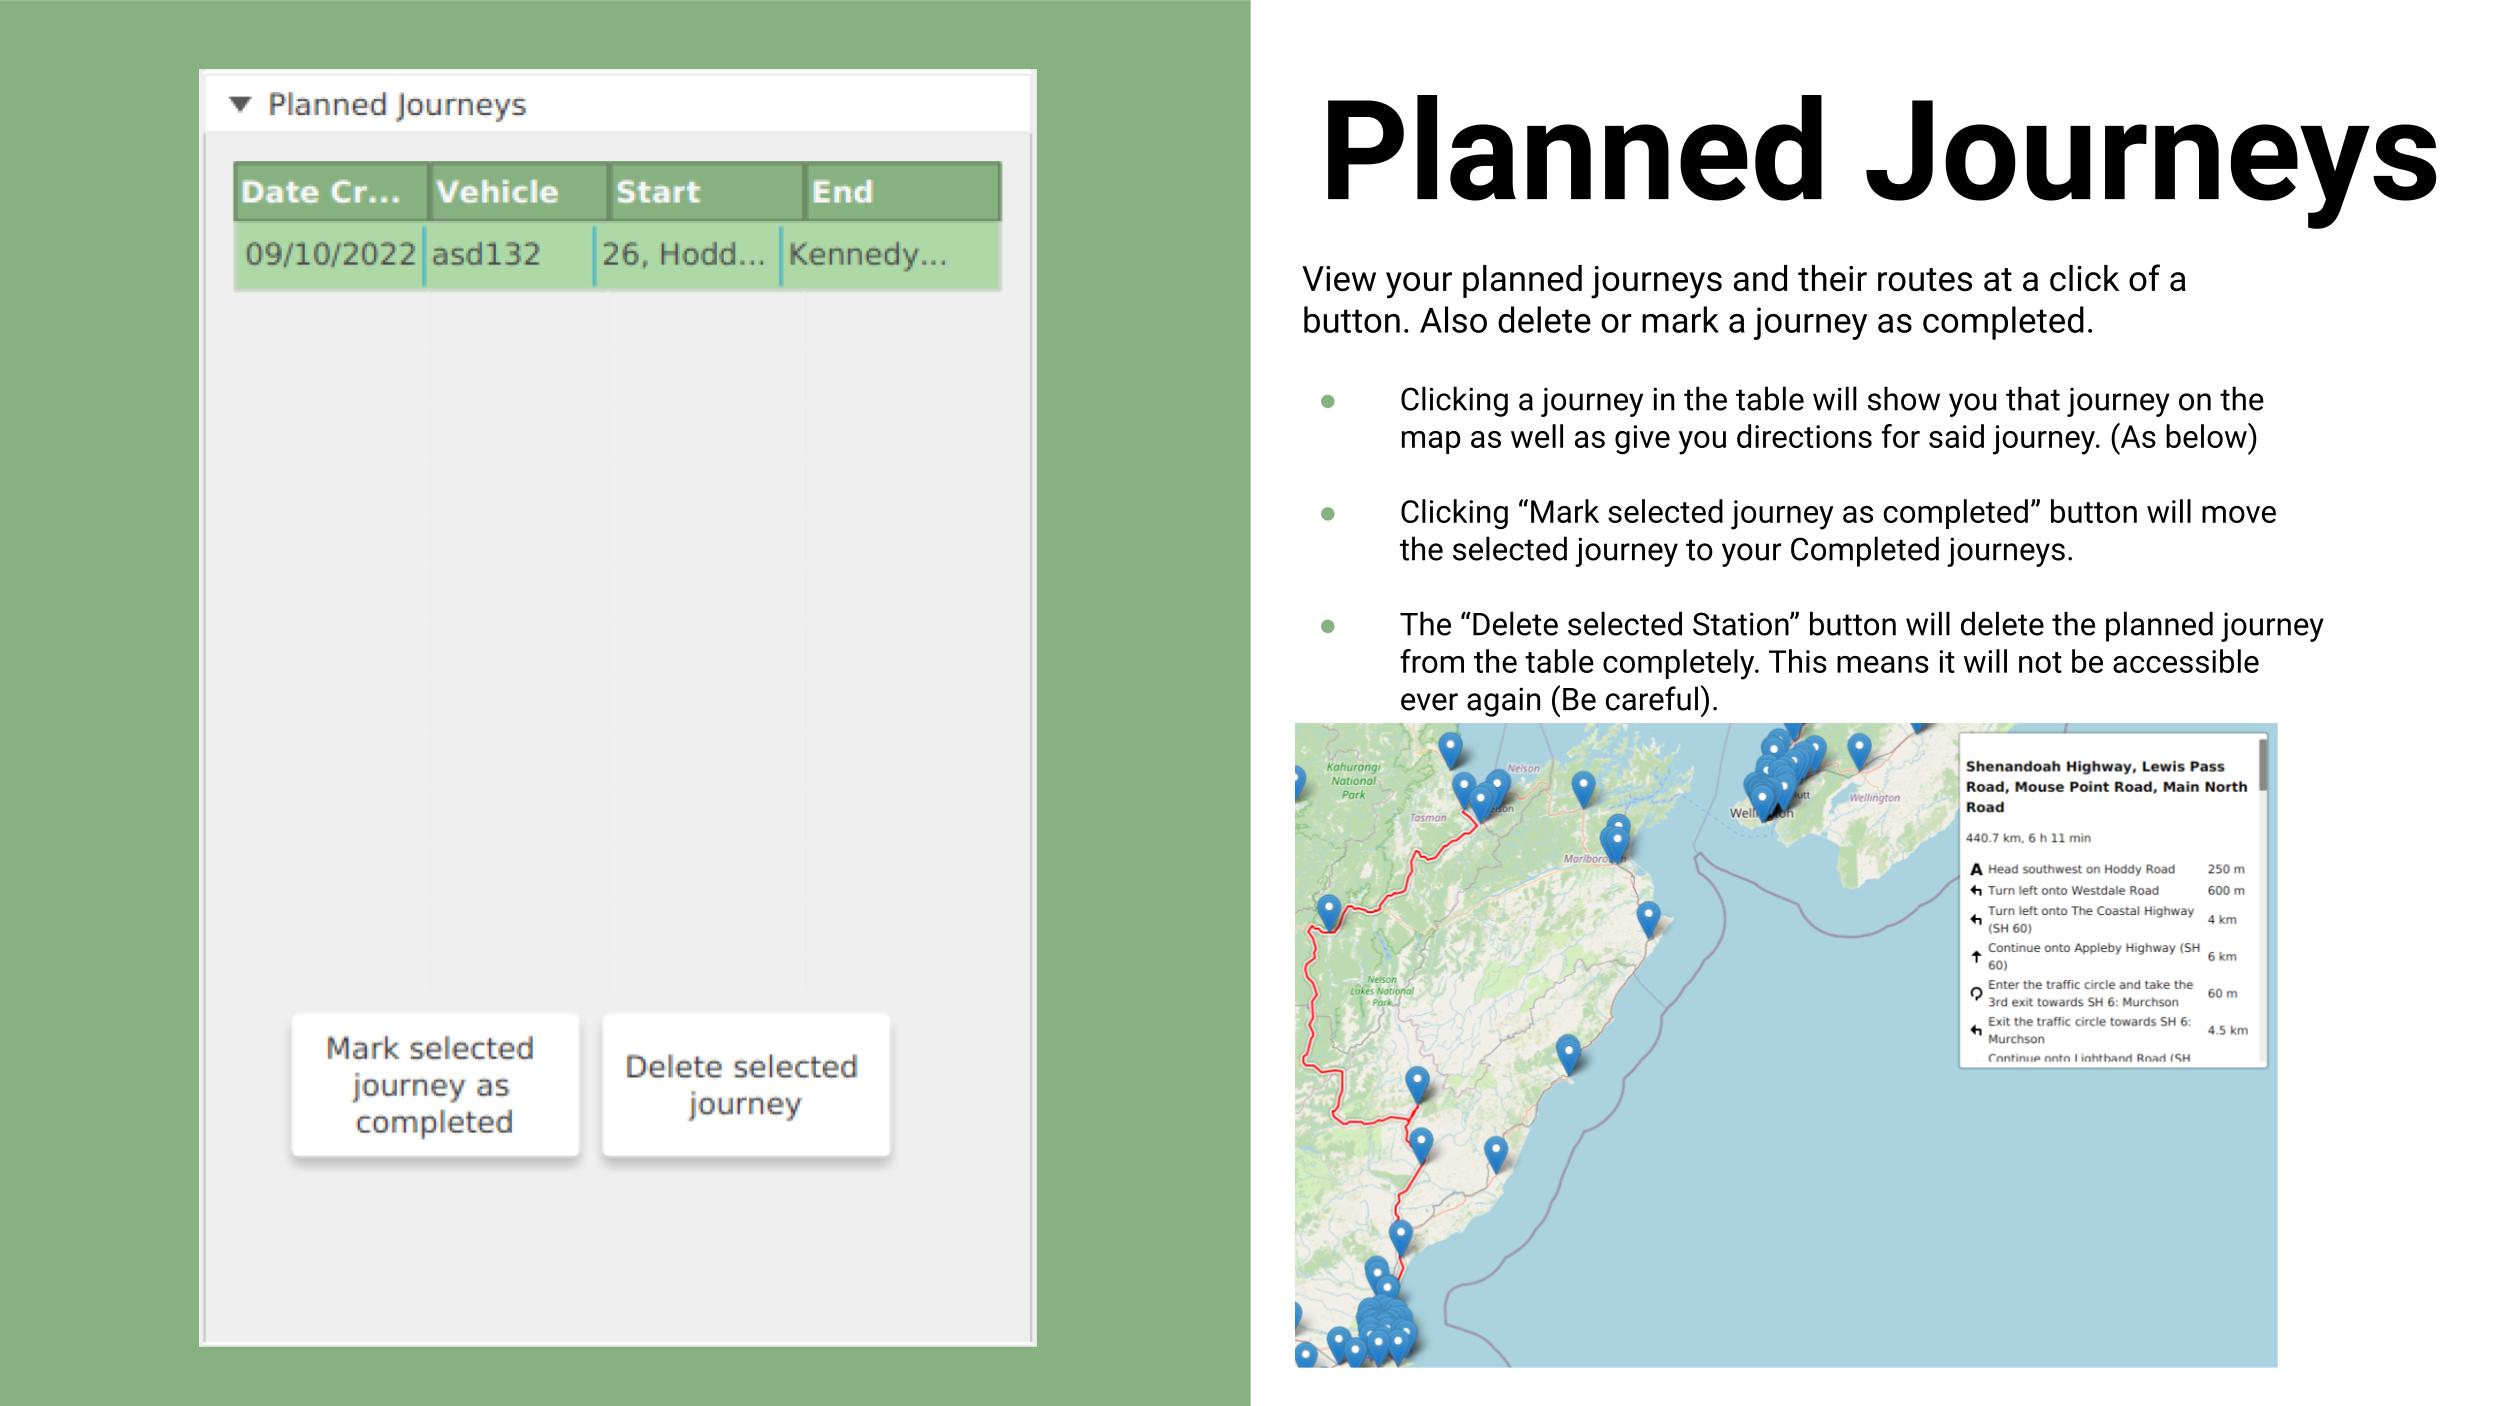 Planned Journeys
Date Cr... Vehicle Start End
09/10/2022 asd132 26, Hodd... Kennedy...
Mark selected
journey as
completed
Delete selected
journey
Planned Journeys
View your planned journeys and their routes at a click of a
button. Also delete or mark a journey as completed.
● Clicking a journey in the table will show you that journey on the
map as well as give you directions for said journey. (As below)
● Clicking “Mark selected journey as completed” button will move
the selected journey to your Completed journeys.
● The “Delete selected Station” button will delete the planned journey
from the table completely. This means it will not be accessible
ever again (Be careful).
Kahurangi
National
Park
Nelson
Tasman
Wellington
Nelson
Lakes National
Park
Shenandoah Highway, Lewis Pass
Road, Mouse Point Road, Main North
Road
440.7 km, 6 h 11 min
A Head southwest on Hoddy Road 250 m
Turn left onto Westdale Road 600 m
Turn left onto The Coastal Highway
(SH 60) 4 km
Continue onto Appleby Highway (SH
60) 6 km
Enter the traffic circle and take the
3rd exit towards SH 6: Murchson 60 m
Exit the traffic circle towards SH 6:
Murchson 4.5 km
Continue onto Lightband Road (SH